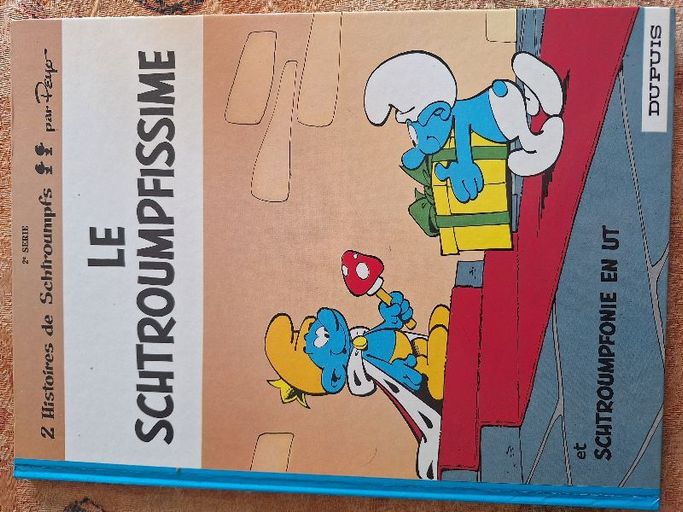 2e SERIE
2 Histoires de Schtroumpfs par Peyo
LE
SCHTROUMPFISSIME
et
SCHTROUMPFONIE EN UT
DUPUIS